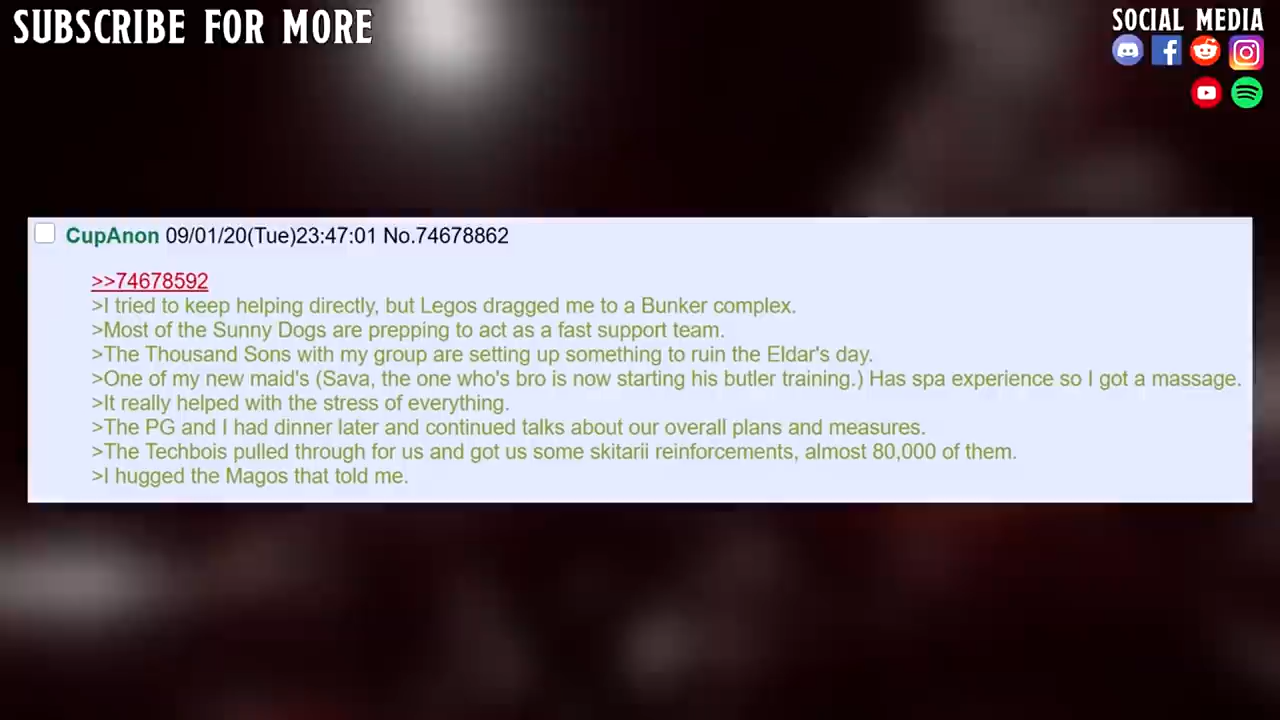 SUBSCRIBE FOR MORE
SOCIAL MEDIA
CupAnon 09/01/20(Tue)23:47:01 No.74678862
>>74678592
>I tried to keep helping directly, but Legos dragged me to a Bunker complex.
>Most of the Sunny Dogs are prepping to act as a fast support team.
>The Thousand Sons with my group are setting up something to ruin the Eldar's day.
>One of my new maid's (Sava, the one who's bro is now starting his butler training.) Has spa experience so I got a massage.
>It really helped with the stress of everything.
>The PG and I had dinner later and continued talks about our overall plans and measures.
>The Techbois pulled through for us and got us some skitarii reinforcements, almost 80,000 of them.
>I hugged the Magos that told me.